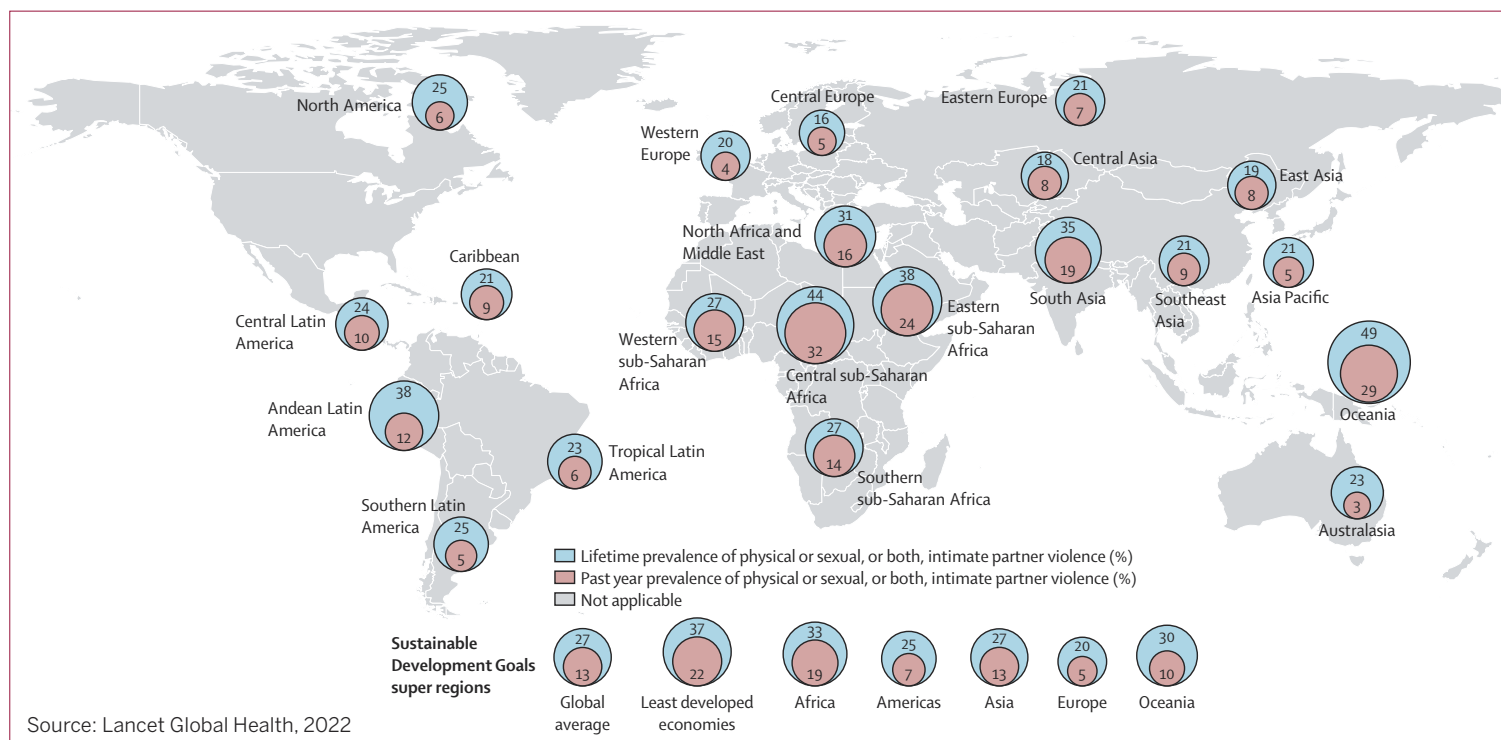 North America
25
6
Western
Europe
20
4
Central Europe
16
5
Eastern Europe
21
7
Central Asia
18
8
East Asia
19
8
North Africa and
Middle East
31
16
South Asia
35
19
Southeast
Asia
21
9
Asia Pacific
21
5
Caribbean
21
9
Central Latin
America
24
10
Western
sub-Saharan
Africa
27
15
Central sub-Saharan
Africa
44
32
Eastern
sub-Saharan
Africa
38
24
Oceania
49
29
Andean Latin
America
38
12
Tropical Latin
America
23
6
Southern
sub-Saharan Africa
27
14
Australasia
23
3
Southern Latin
America
25
5
Lifetime prevalence of physical or sexual, or both, intimate partner violence (%)
Past year prevalence of physical or sexual, or both, intimate partner violence (%)
Not applicable
Sustainable
Development Goals
super regions
27
13
Global
average
37
22
Least developed
economies
33
19
Africa
25
7
Americas
27
13
Asia
20
5
Europe
30
10
Oceania
Source: Lancet Global Health, 2022